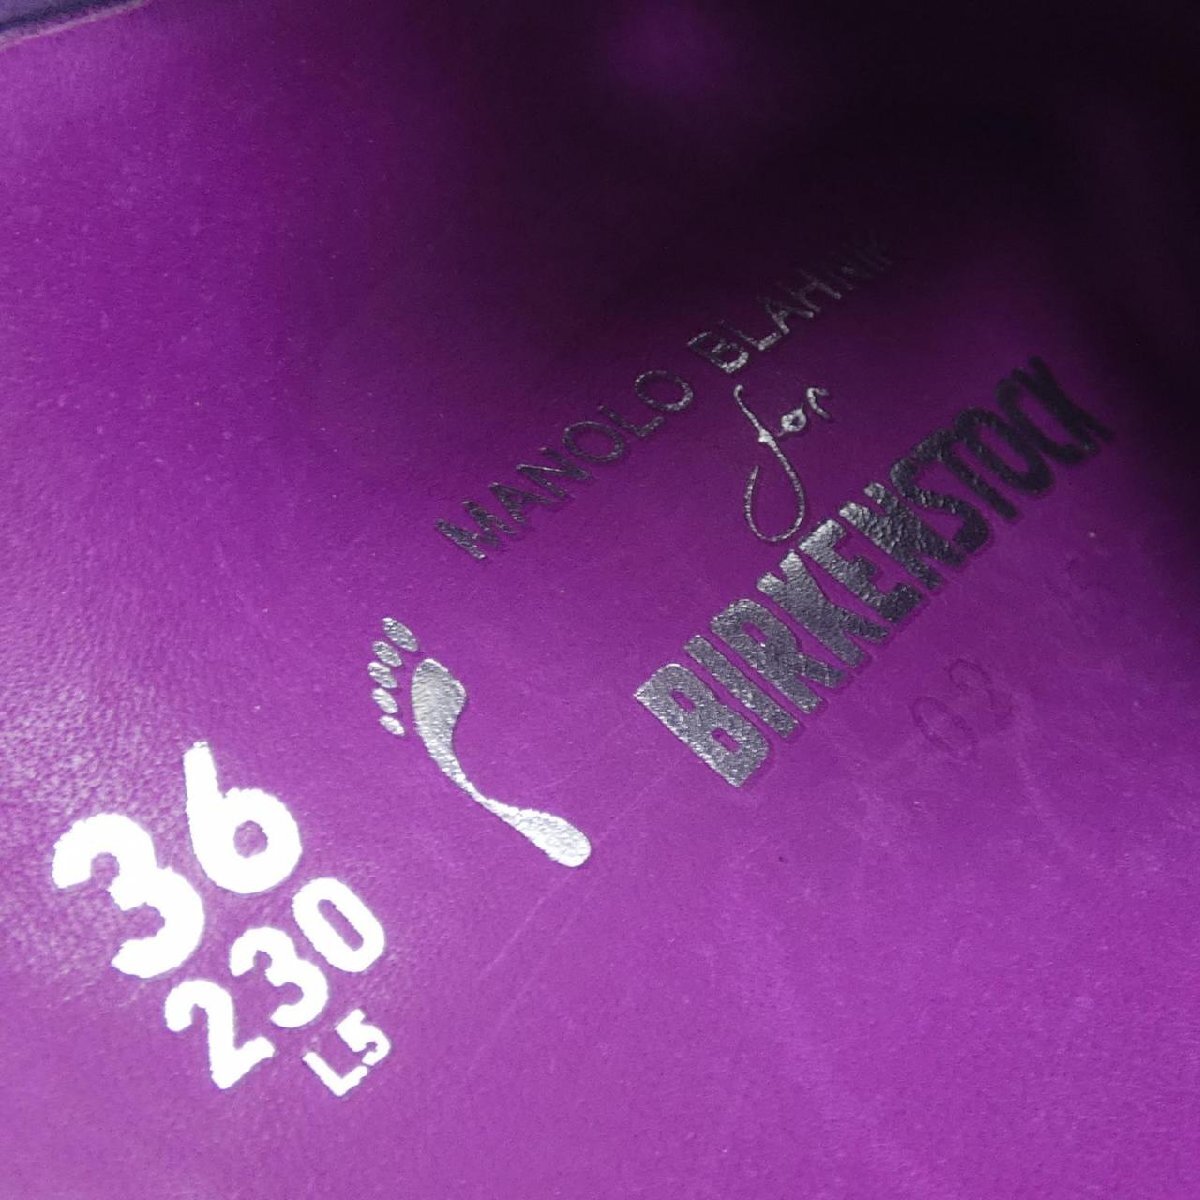 MANOLO BLAHNIK
for
BIRKENSTOCK
36
230
L5